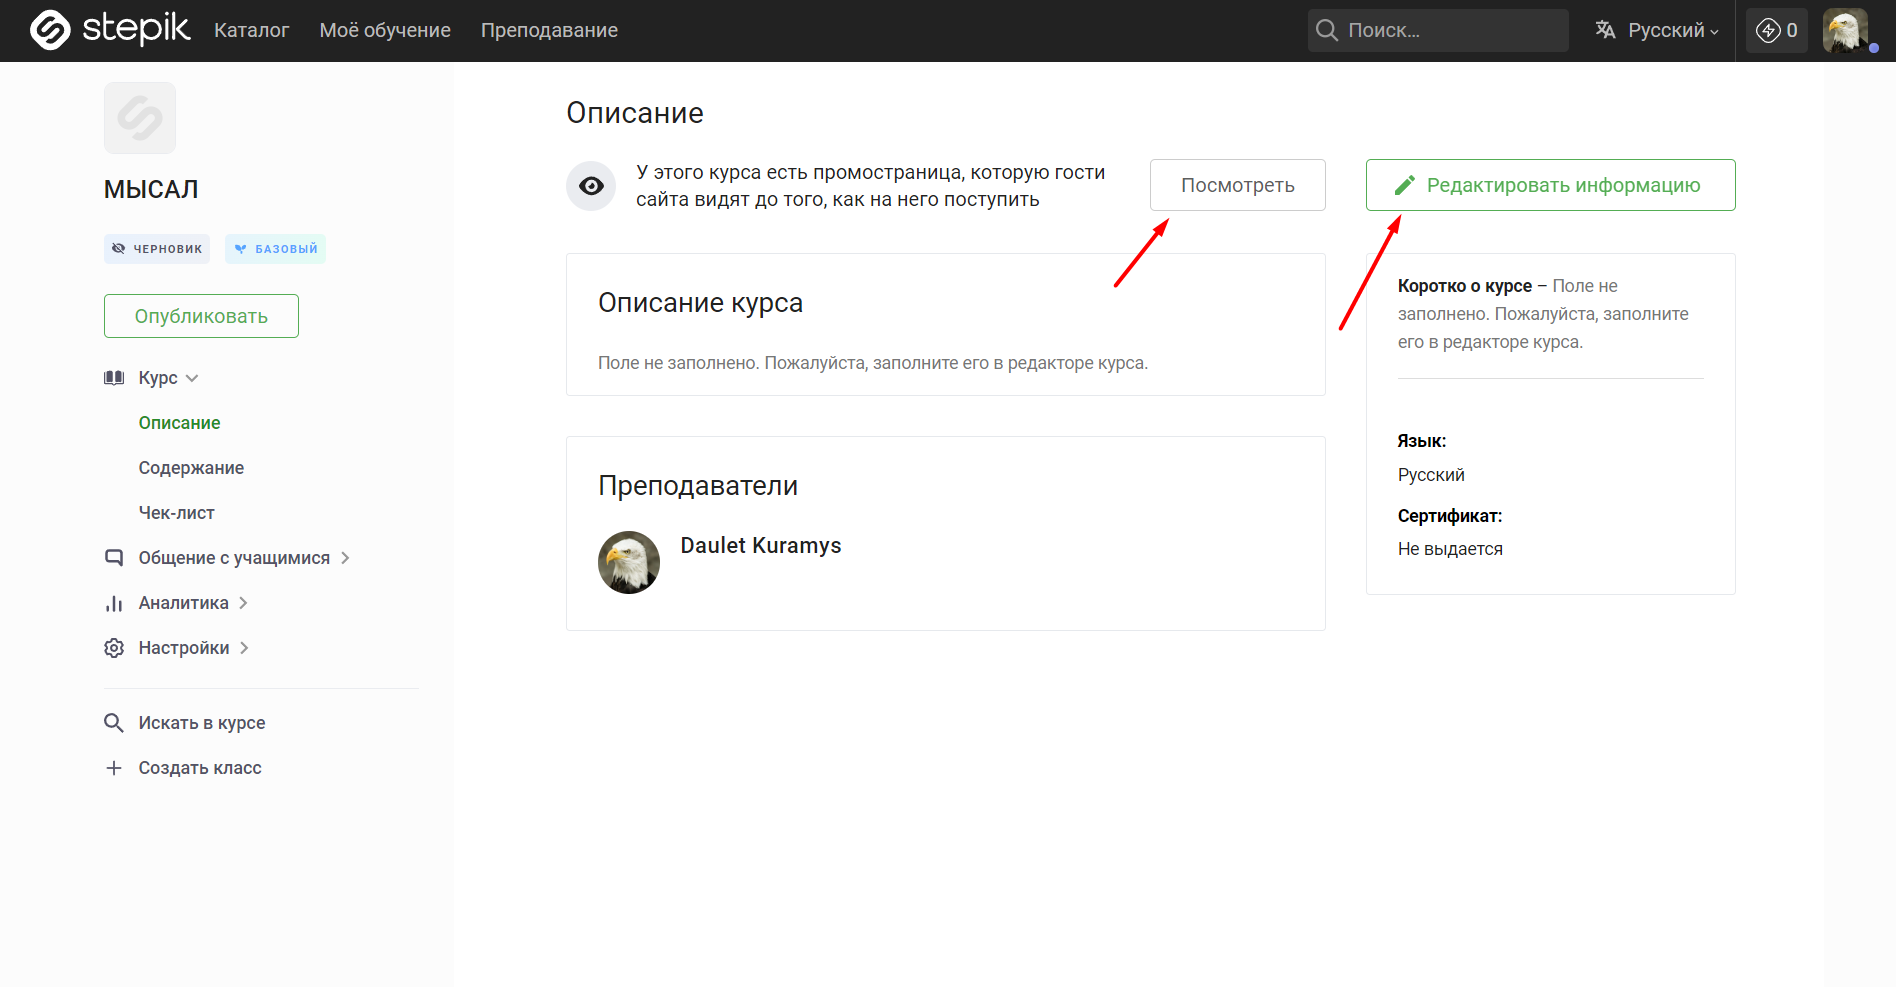 stepik Каталог Моё обучение Преподавание Поиск... Русский 0
МЫСАЛ
ЧЕРНОВИК БАЗОВЫЙ
Опубликовать
Курс
Описание
Содержание
Чек-лист
Общение с учащимися
Аналитика
Настройки
Искать в курсе
Создать класс
Описание
У этого курса есть промостраница, которую гости
сайта видят до того, как на него поступить
Посмотреть
Редактировать информацию
Описание курса
Поле не заполнено. Пожалуйста, заполните его в редакторе курса.
Преподаватели
Daulet Kuramys
Коротко о курсе – Поле не
заполнено. Пожалуйста, заполните
его в редакторе курса.
Язык:
Русский
Сертификат:
Не выдается